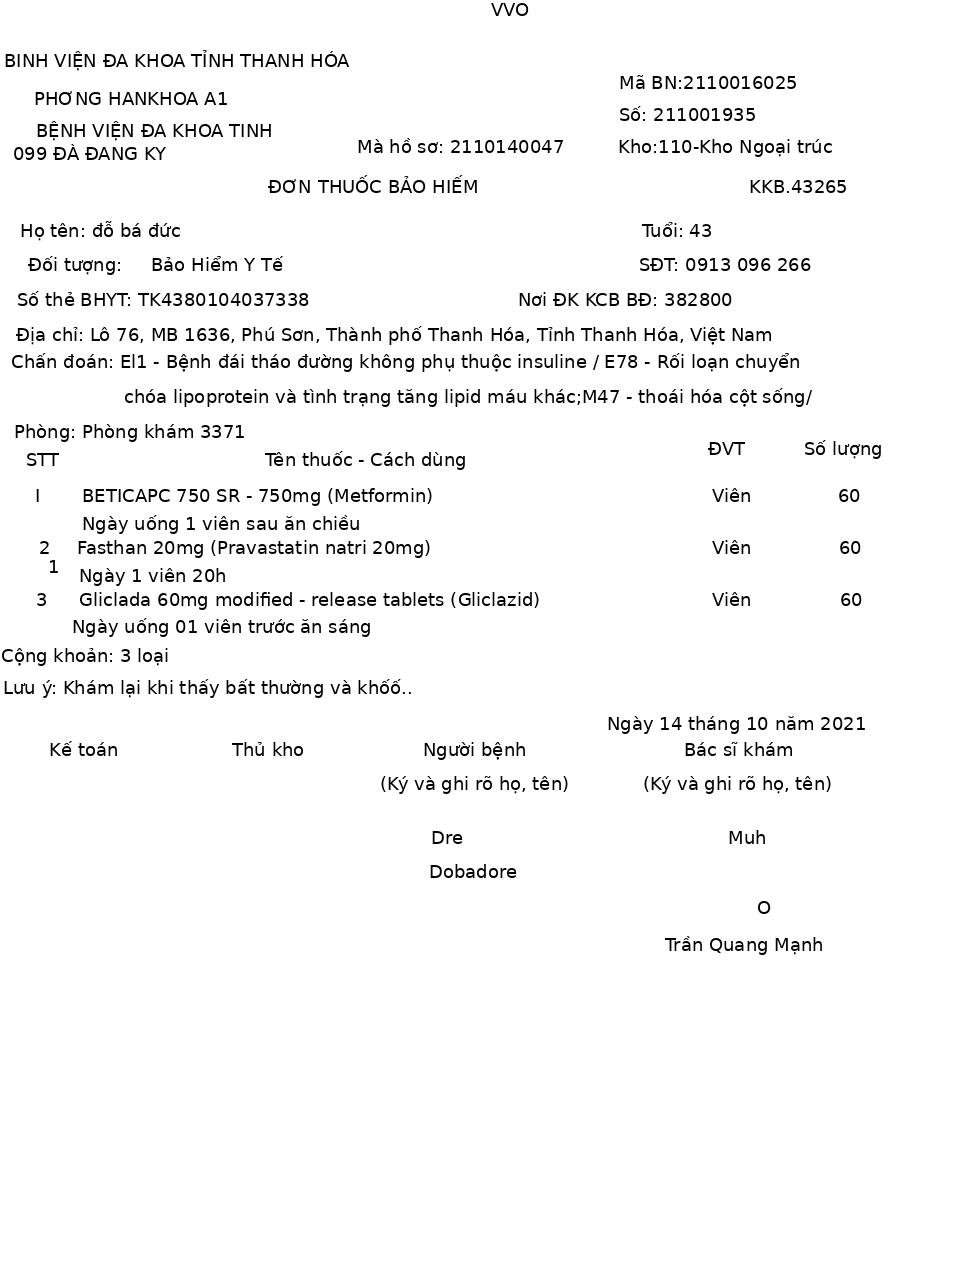 VVO
BINH VIỆN ĐA KHOA TỈNH THANH HÓA
Mã BN:2110016025
PHƠNG HANKHOA A1
Số: 211001935
BỆNH VIỆN ĐA KHOA TINH
Mà hồ sơ: 2110140047 Kho:110-Kho Ngoại trúc
099 ĐÀ ĐANG KY
ĐƠN THUỐC BẢO HIẾM KKB.43265
Họ tên: đỗ bá đức Tuổi: 43
Đối tượng: Bảo Hiểm Y Tế SĐT: 0913 096 266
Số thẻ BHYT: TK4380104037338 Nơi ĐK KCB BĐ: 382800
Địa chỉ: Lô 76, MB 1636, Phú Sơn, Thành phố Thanh Hóa, Tỉnh Thanh Hóa, Việt Nam
Chấn đoán: El1 - Bệnh đái tháo đường không phụ thuộc insuline / E78 - Rối loạn chuyển
chóa lipoprotein và tình trạng tăng lipid máu khác;M47 - thoái hóa cột sống/
Phòng: Phòng khám 3371
STT Tên thuốc - Cách dùng ĐVT Số lượng
I BETICAPC 750 SR - 750mg (Metformin) Viên 60
Ngày uống 1 viên sau ăn chiều
2 Fasthan 20mg (Pravastatin natri 20mg) Viên 60
1 Ngày 1 viên 20h
3 Gliclada 60mg modified - release tablets (Gliclazid) Viên 60
Ngày uống 01 viên trước ăn sáng
Cộng khoản: 3 loại
Lưu ý: Khám lại khi thấy bất thường và khốố..
Ngày 14 tháng 10 năm 2021
Kế toán Thủ kho Người bệnh Bác sĩ khám
(Ký và ghi rõ họ, tên) (Ký và ghi rõ họ, tên)
Dre Muh
Dobadore
O
Trần Quang Mạnh